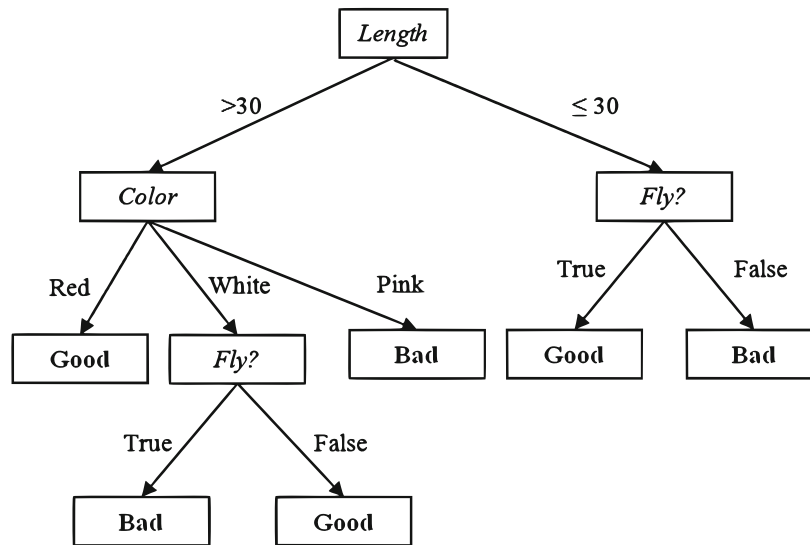 Length
>30
≤ 30
Color
Fly?
Red
White
Pink
True
False
Good
Fly?
Bad
Good
Bad
True
False
Bad
Good